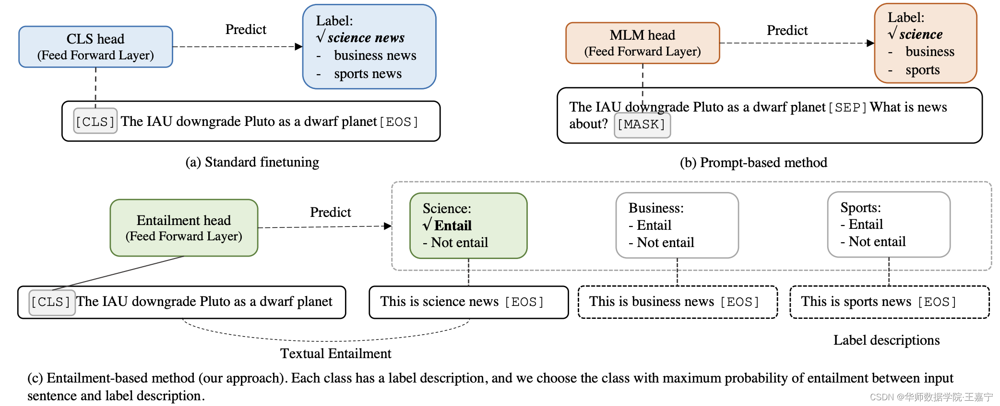 CLS head
(Feed Forward Layer)
Predict
Label:
√ science news
- business news
- sports news
[CLS] The IAU downgrade Pluto as a dwarf planet[EOS]
(a) Standard finetuning
MLM head
(Feed Forward Layer)
Predict
Label:
√ science
- business
- sports
The IAU downgrade Pluto as a dwarf planet[SEP]What is news
about? [MASK]
(b) Prompt-based method
Entailment head
(Feed Forward Layer)
Predict
Science:
√ Entail
- Not entail
Business:
- Entail
- Not entail
Sports:
- Entail
- Not entail
[CLS] The IAU downgrade Pluto as a dwarf planet
This is science news [EOS]
This is business news [EOS]
This is sports news [EOS]
Textual Entailment
Label descriptions
(c) Entailment-based method (our approach). Each class has a label description, and we choose the class with maximum probability of entailment between input
sentence and label description.
CSDN @华师数据学院·王嘉宁